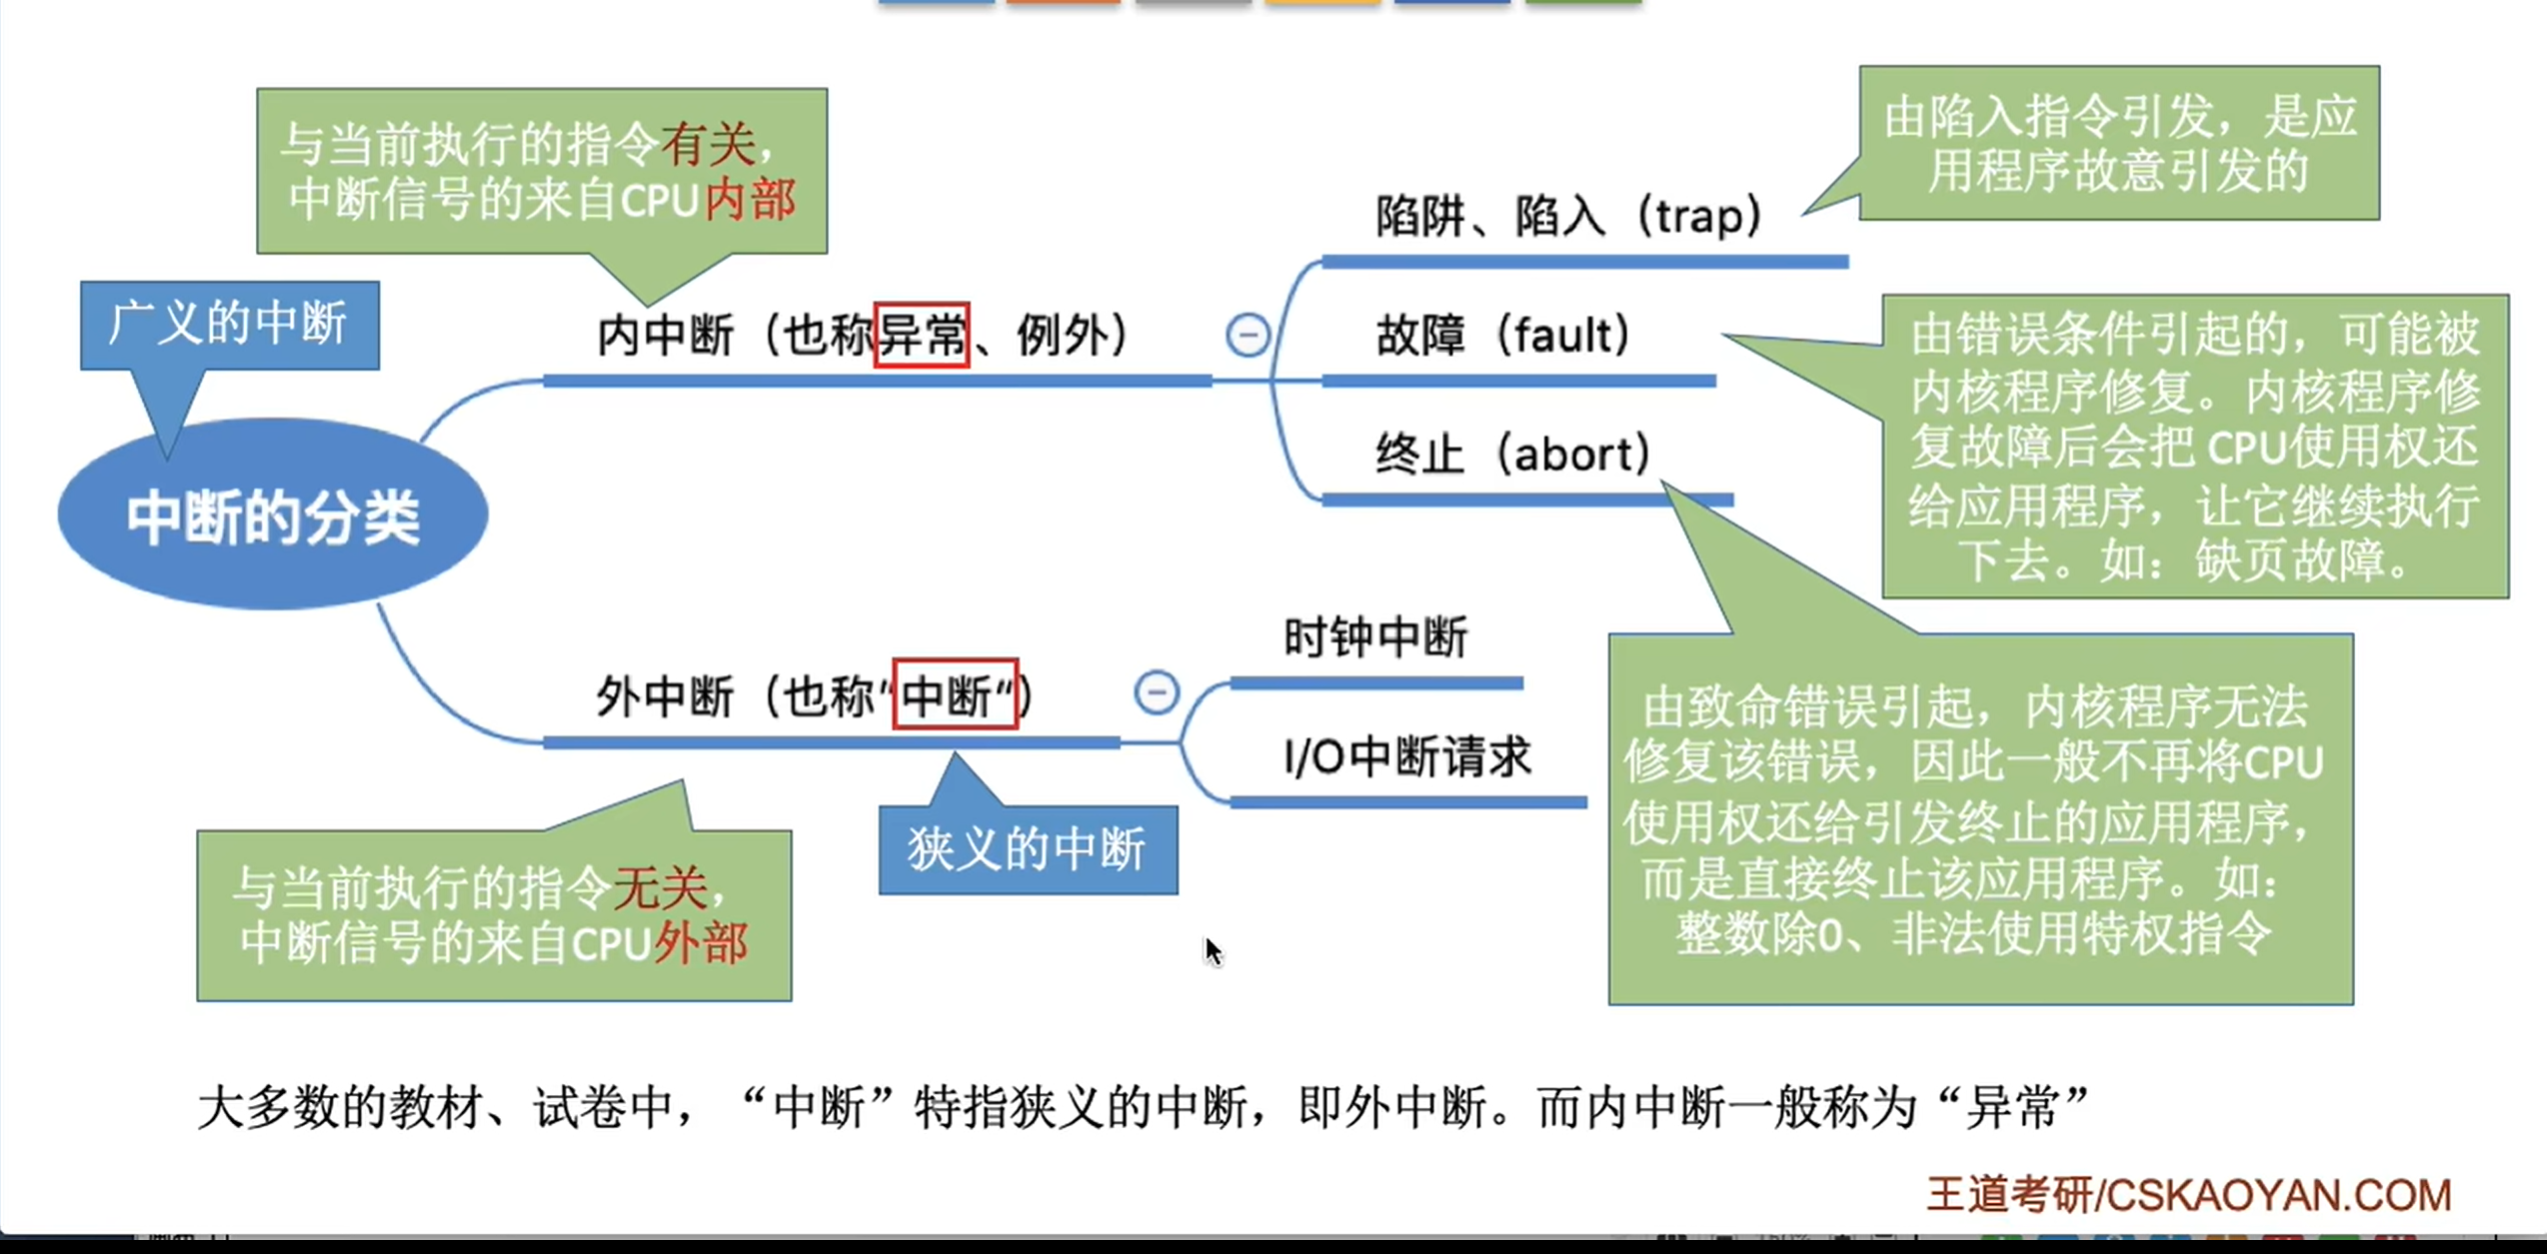 与当前执行的指令有关，
中断信号的来自CPU内部
广义的中断
中断的分类
内中断（也称异常、例外）
陷阱、陷入（trap）
由陷入指令引发，是应
用程序故意引发的
故障（fault）
由错误条件引起的，可能被
内核程序修复。内核程序修
复故障后会把 CPU使用权还
给应用程序，让它继续执行
下去。如：缺页故障。
终止（abort）
由致命错误引起，内核程序无法
修复该错误，因此一般不再将CPU
使用权还给引发终止的应用程序，
而是直接终止该应用程序。如：
整数除0、非法使用特权指令
外中断（也称“中断“）
时钟中断
I/O中断请求
狭义的中断
与当前执行的指令无关，
中断信号的来自CPU外部
大多数的教材、试卷中，“中断”特指狭义的中断，即外中断。而内中断一般称为“异常”
王道考研/CSKAOYAN.COM